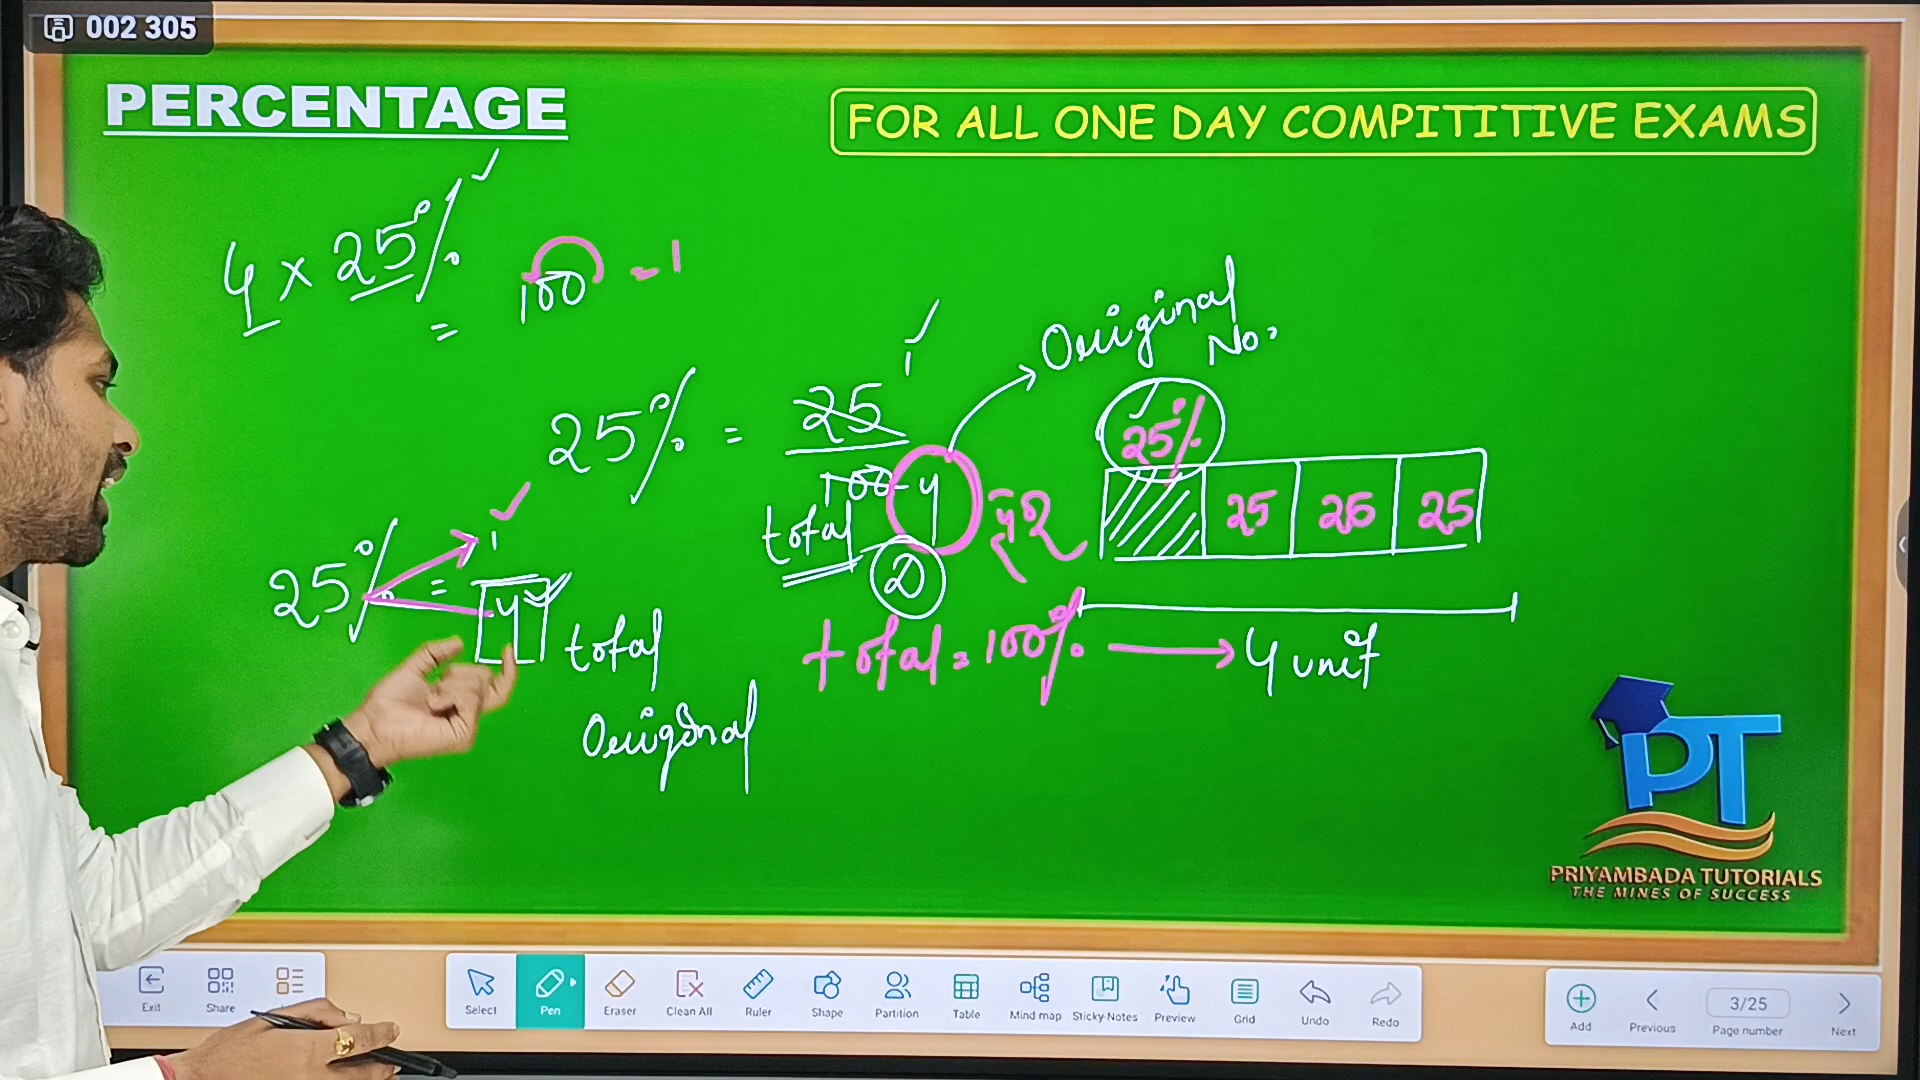 002 305
PERCENTAGE
FOR ALL ONE DAY COMPITITIVE EXAMS
4 × 25%
= 100 = 1
25% = 25 1
100 4
total
D
Original
No.
25%
25 25 25
25% = 1
4
total
Original
total = 100% → 4 unit
PT
PRIYAMBADA TUTORIALS
THE MINES OF SUCCESS
Exit
Share
Select
Pen
Eraser
Clean All
Ruler
Shape
Partition
Table
Mind map
Sticky-Notes
Preview
Grid
Undo
Redo
Add
Previous
3/25
Page number
Next